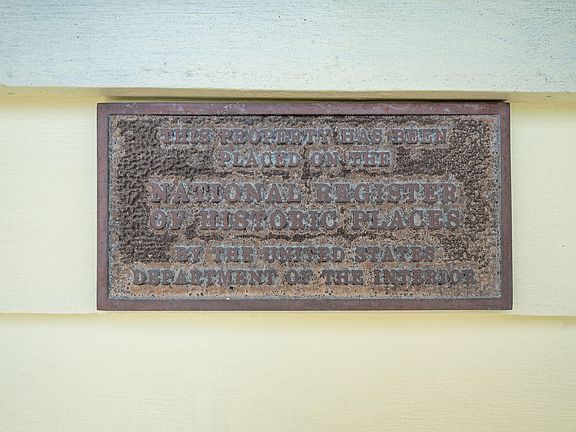 THIS PROPERTY HAS BEEN
PLACED ON THE
NATIONAL REGISTER
OF HISTORIC PLACES
BY THE UNITED STATES
DEPARTMENT OF THE INTERIOR